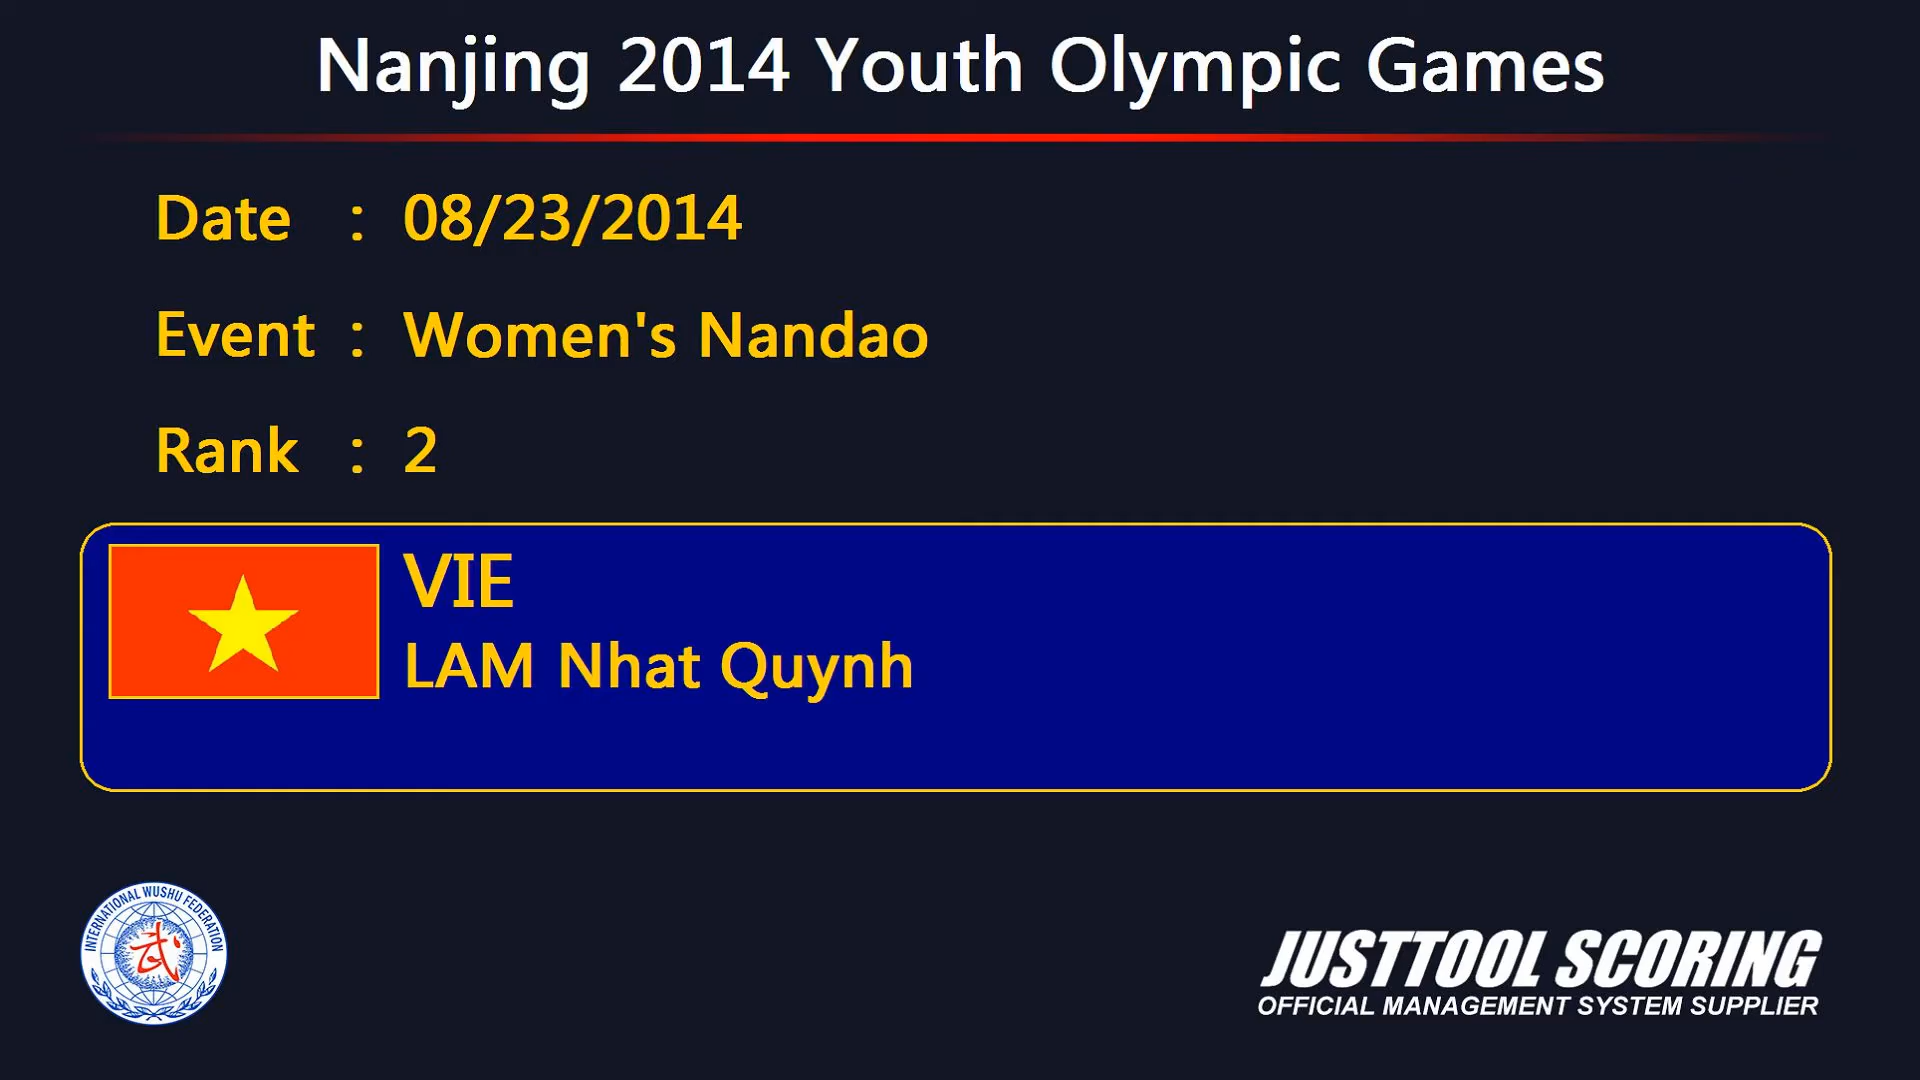 Nanjing 2014 Youth Olympic Games
Date : 08/23/2014
Event : Women's Nandao
Rank : 2
VIE
LAM Nhat Quynh
INTERNATIONAL WUSHU FEDERATION
武
JUSTTOOL SCORING
OFFICIAL MANAGEMENT SYSTEM SUPPLIER